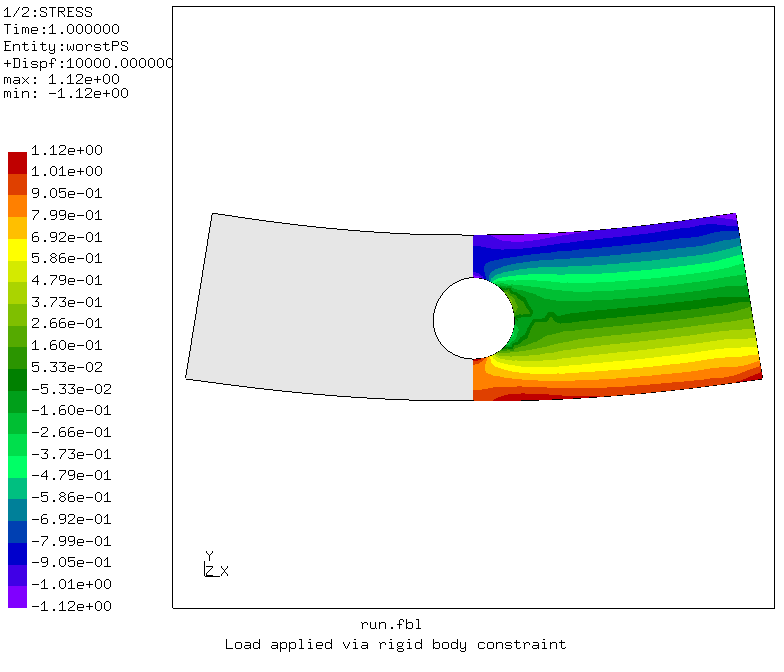 1/2:STRESS
Time:1.000000
Entity:worstPS
+Dispf:10000.000000
max: 1.12e+00
min: -1.12e+00
1.12e+00
1.01e+00
9.05e-01
7.99e-01
6.92e-01
5.86e-01
4.79e-01
3.73e-01
2.66e-01
1.60e-01
5.33e-02
-5.33e-02
-1.60e-01
-2.66e-01
-3.73e-01
-4.79e-01
-5.86e-01
-6.92e-01
-7.99e-01
-9.05e-01
-1.01e+00
-1.12e+00
Y
Z X
run.fbl
Load applied via rigid body constraint